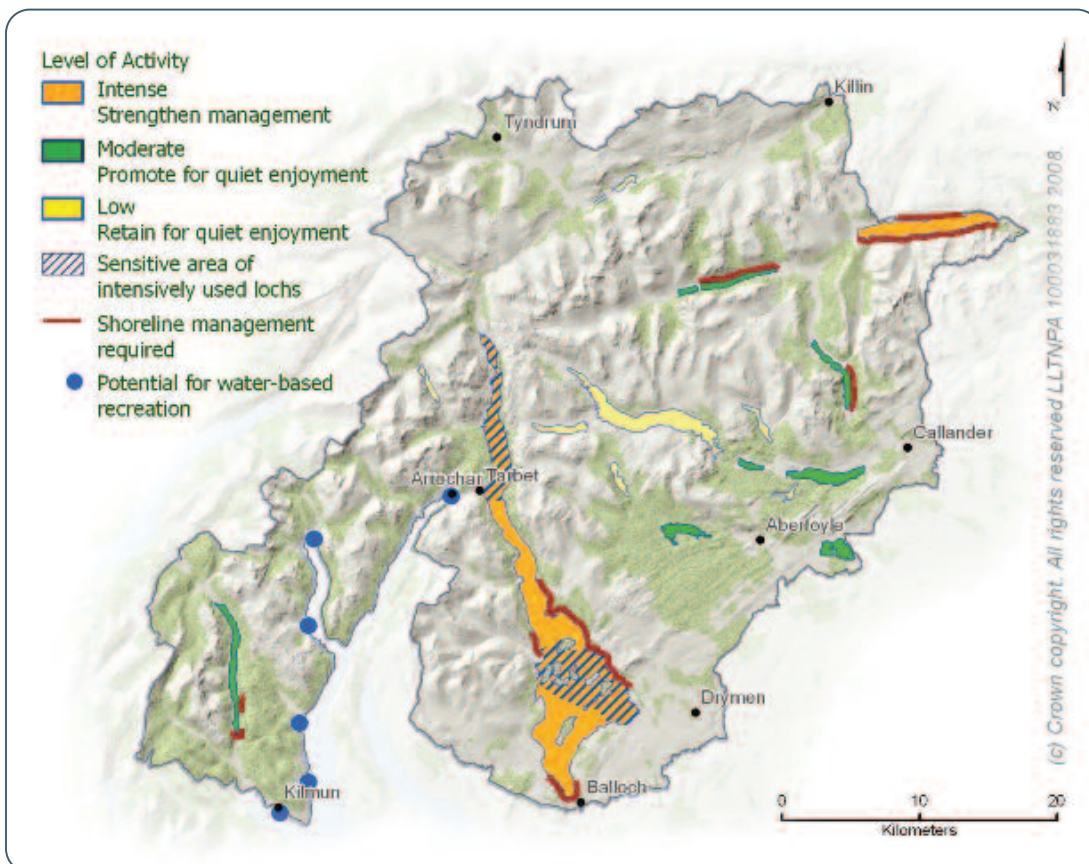 Level of Activity
Intense
Strengthen management
Moderate
Promote for quiet enjoyment
Low
Retain for quiet enjoyment
Sensitive area of
intensively used lochs
Shoreline management
required
Potential for water-based
recreation
Killin
Tyndrum
Callander
Arrochar
Tarbet
Aberfoyle
Drymen
Balloch
Kilmun
N
0 10 20
Kilometers
(c) Crown copyright. All rights reserved LLTNPA 100031883 2008